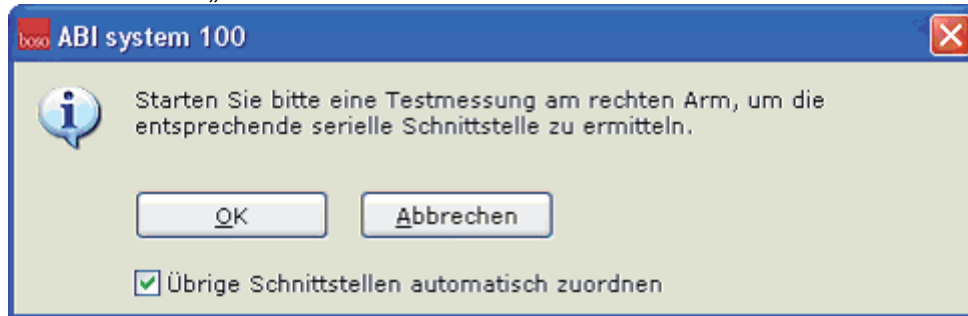 „
boso ABI system 100
Starten Sie bitte eine Testmessung am rechten Arm, um die
entsprechende serielle Schnittstelle zu ermitteln.
OK
Abbrechen
Übrige Schnittstellen automatisch zuordnen